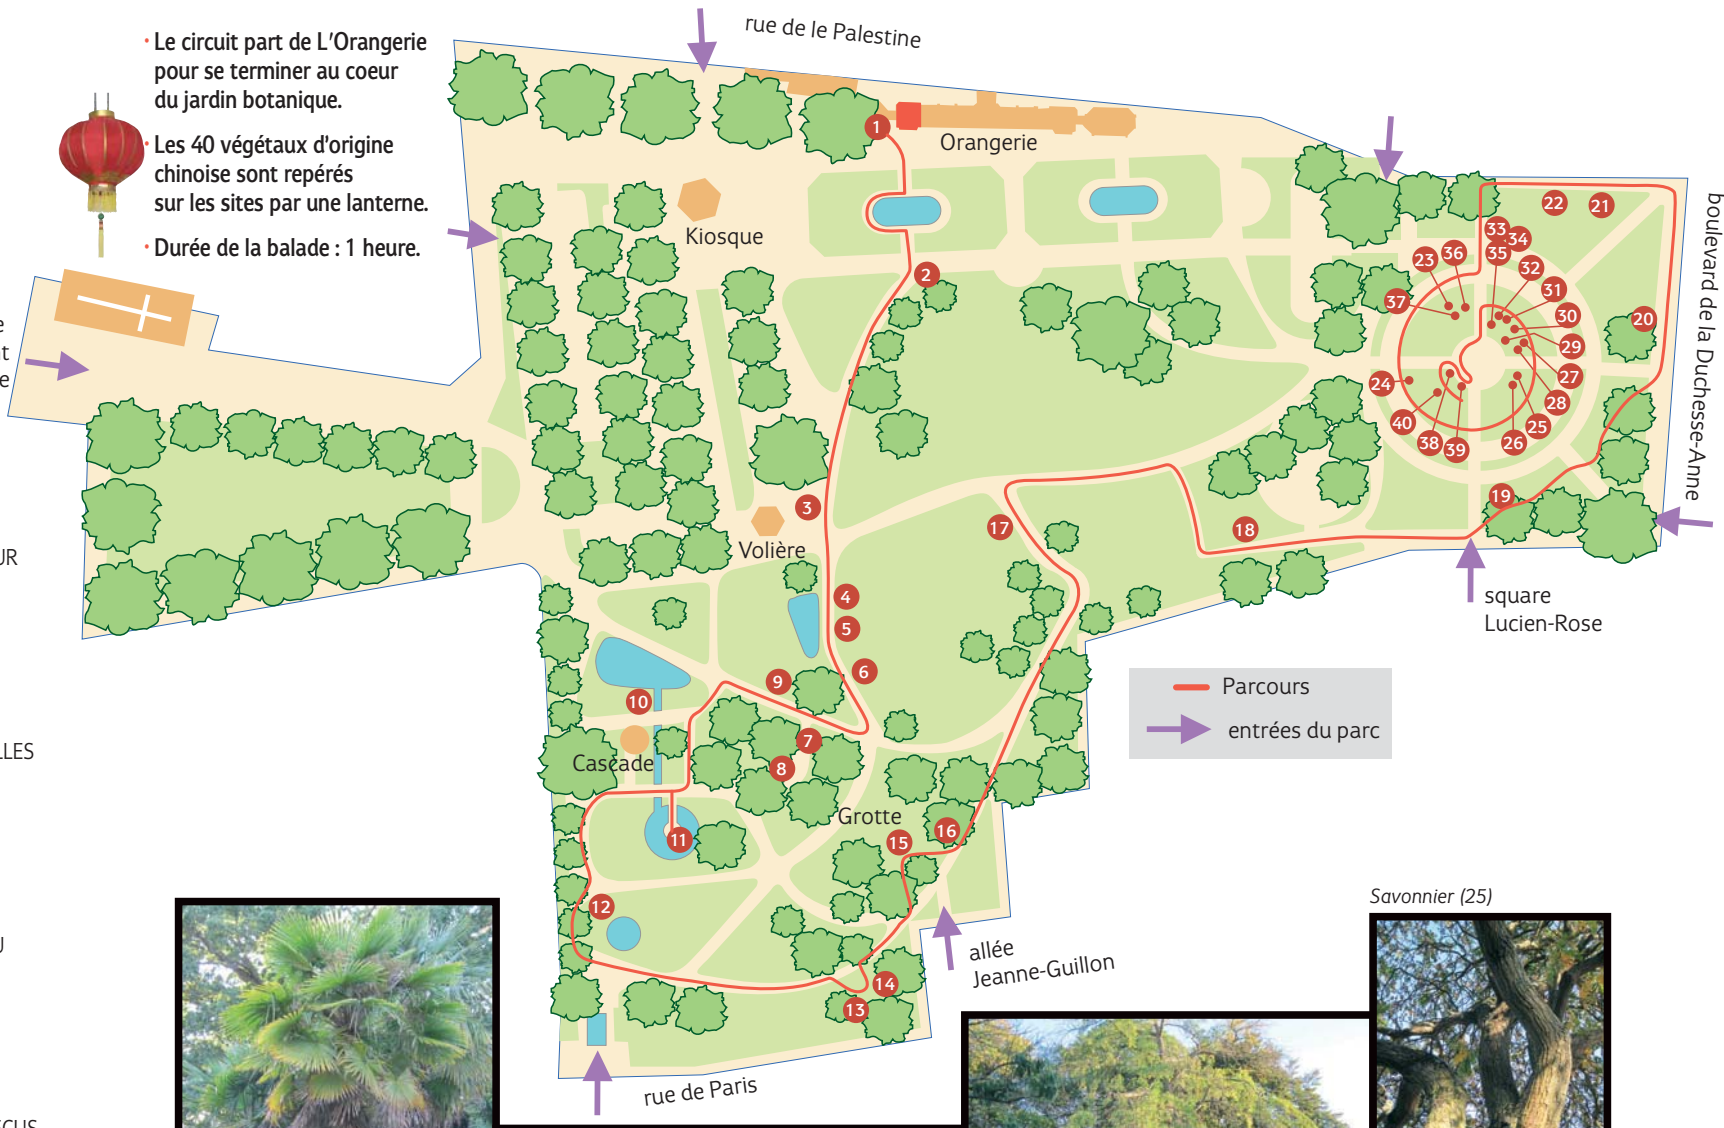 · Le circuit part de L'Orangerie
pour se terminer au coeur
du jardin botanique.
· Les 40 végétaux d'origine
chinoise sont repérés
sur les sites par une lanterne.
· Durée de la balade : 1 heure.
rue de le Palestine
Orangerie
Kiosque
Volière
Cascade
Grotte
boulevard de la Duchesse-Anne
square
Lucien-Rose
Parcours
entrées du parc
allée
Jeanne-Guillon
rue de Paris
Savonnier (25)
1
2
3
4
5
6
7
8
9
10
11
12
13
14
15
16
17
18
19
20
21
22
23
24
25
26
27
28
29
30
31
32
33
34
35
36
37
38
39
40